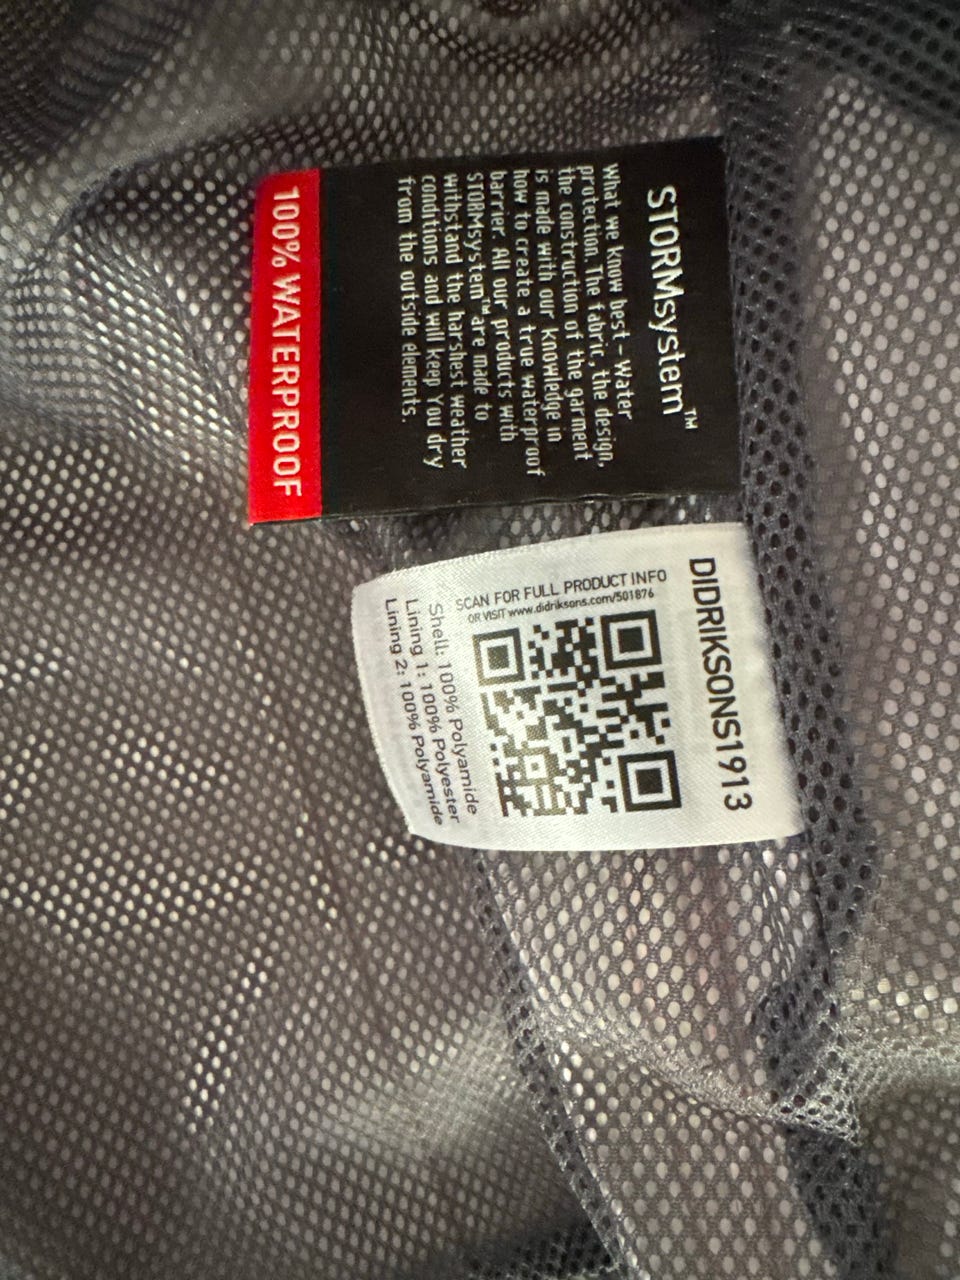 STORMsystem™
What we know best - Water
protection. The fabric, the design,
the construction of the garment
is made with our knowledge in
how to create a true waterproof
barrier. All our products with
STORMsystem™ are made to
withstand the harshest weather
conditions and will keep You dry
from the outside elements.
100% WATERPROOF
DIDRIKSONS1913
SCAN FOR FULL PRODUCT INFO
OR VISIT www.didriksons.com/501876
Shell: 100% Polyamide
Lining 1: 100% Polyester
Lining 2: 100% Polyamide